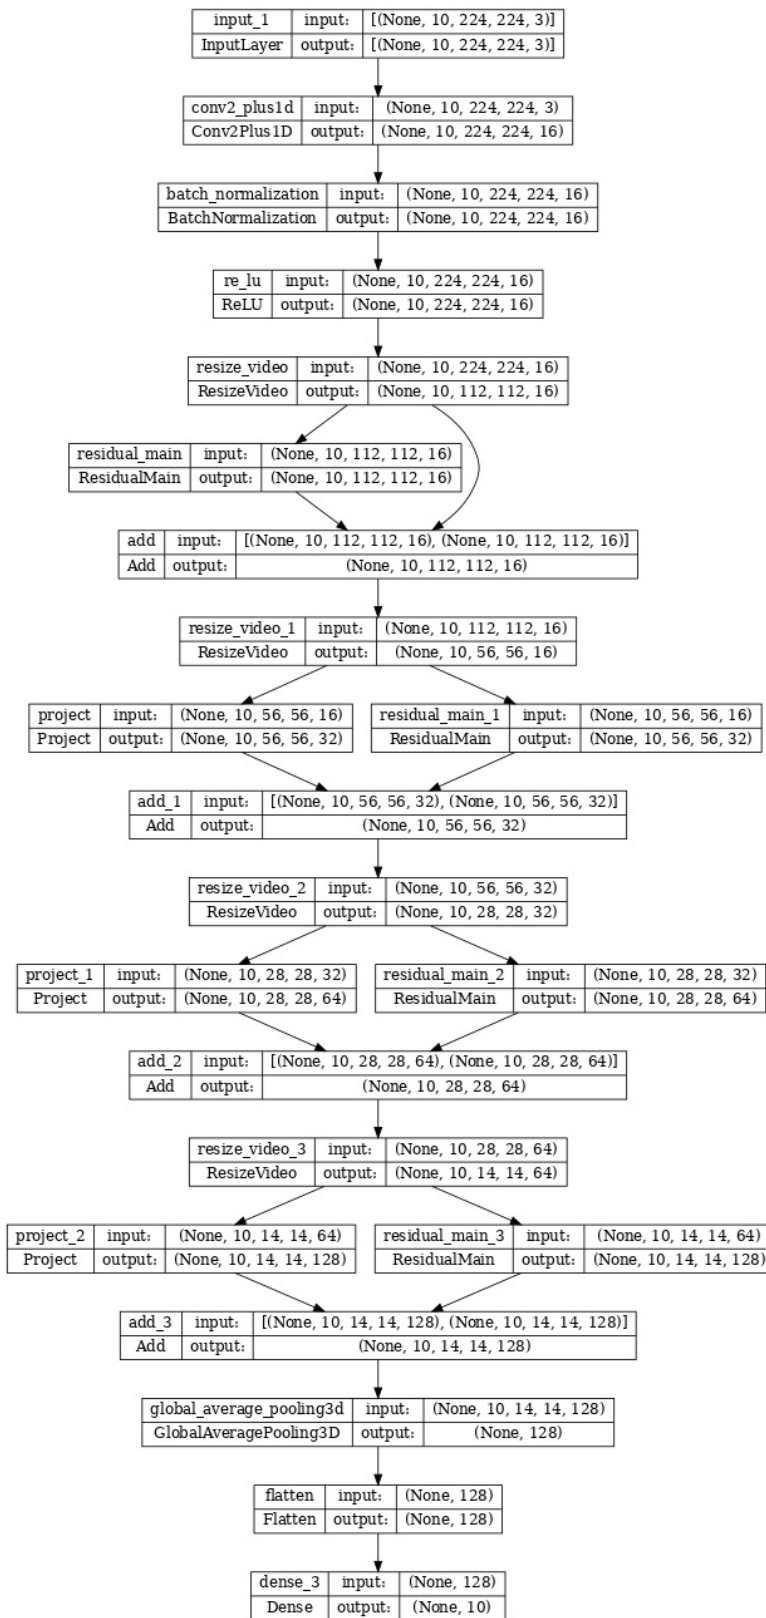 input_1 input: [(None, 10, 224, 224, 3)]
InputLayer output: [(None, 10, 224, 224, 3)]
conv2_plus1d input: (None, 10, 224, 224, 3)
Conv2Plus1D output: (None, 10, 224, 224, 16)
batch_normalization input: (None, 10, 224, 224, 16)
BatchNormalization output: (None, 10, 224, 224, 16)
re_lu input: (None, 10, 224, 224, 16)
ReLU output: (None, 10, 224, 224, 16)
resize_video input: (None, 10, 224, 224, 16)
ResizeVideo output: (None, 10, 112, 112, 16)
residual_main input: (None, 10, 112, 112, 16)
ResidualMain output: (None, 10, 112, 112, 16)
add input: [(None, 10, 112, 112, 16), (None, 10, 112, 112, 16)]
Add output: (None, 10, 112, 112, 16)
resize_video_1 input: (None, 10, 112, 112, 16)
ResizeVideo output: (None, 10, 56, 56, 16)
project input: (None, 10, 56, 56, 16)
Project output: (None, 10, 56, 56, 32)
residual_main_1 input: (None, 10, 56, 56, 16)
ResidualMain output: (None, 10, 56, 56, 32)
add_1 input: [(None, 10, 56, 56, 32), (None, 10, 56, 56, 32)]
Add output: (None, 10, 56, 56, 32)
resize_video_2 input: (None, 10, 56, 56, 32)
ResizeVideo output: (None, 10, 28, 28, 32)
project_1 input: (None, 10, 28, 28, 32)
Project output: (None, 10, 28, 28, 64)
residual_main_2 input: (None, 10, 28, 28, 32)
ResidualMain output: (None, 10, 28, 28, 64)
add_2 input: [(None, 10, 28, 28, 64), (None, 10, 28, 28, 64)]
Add output: (None, 10, 28, 28, 64)
resize_video_3 input: (None, 10, 28, 28, 64)
ResizeVideo output: (None, 10, 14, 14, 64)
project_2 input: (None, 10, 14, 14, 64)
Project output: (None, 10, 14, 14, 128)
residual_main_3 input: (None, 10, 14, 14, 64)
ResidualMain output: (None, 10, 14, 14, 128)
add_3 input: [(None, 10, 14, 14, 128), (None, 10, 14, 14, 128)]
Add output: (None, 10, 14, 14, 128)
global_average_pooling3d input: (None, 10, 14, 14, 128)
GlobalAveragePooling3D output: (None, 128)
flatten input: (None, 128)
Flatten output: (None, 128)
dense_3 input: (None, 128)
Dense output: (None, 10)